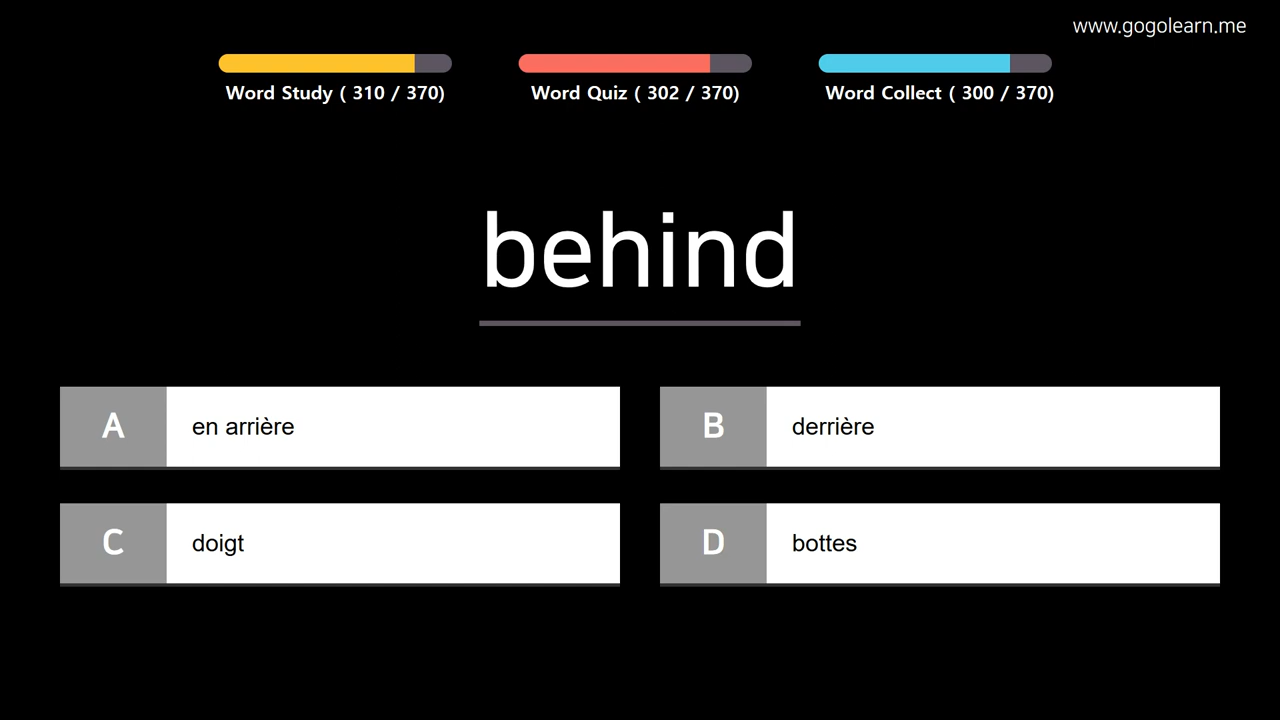 www.gogolearn.me
Word Study ( 310 / 370)
Word Quiz ( 302 / 370)
Word Collect ( 300 / 370)
behind
A en arrière
B derrière
C doigt
D bottes